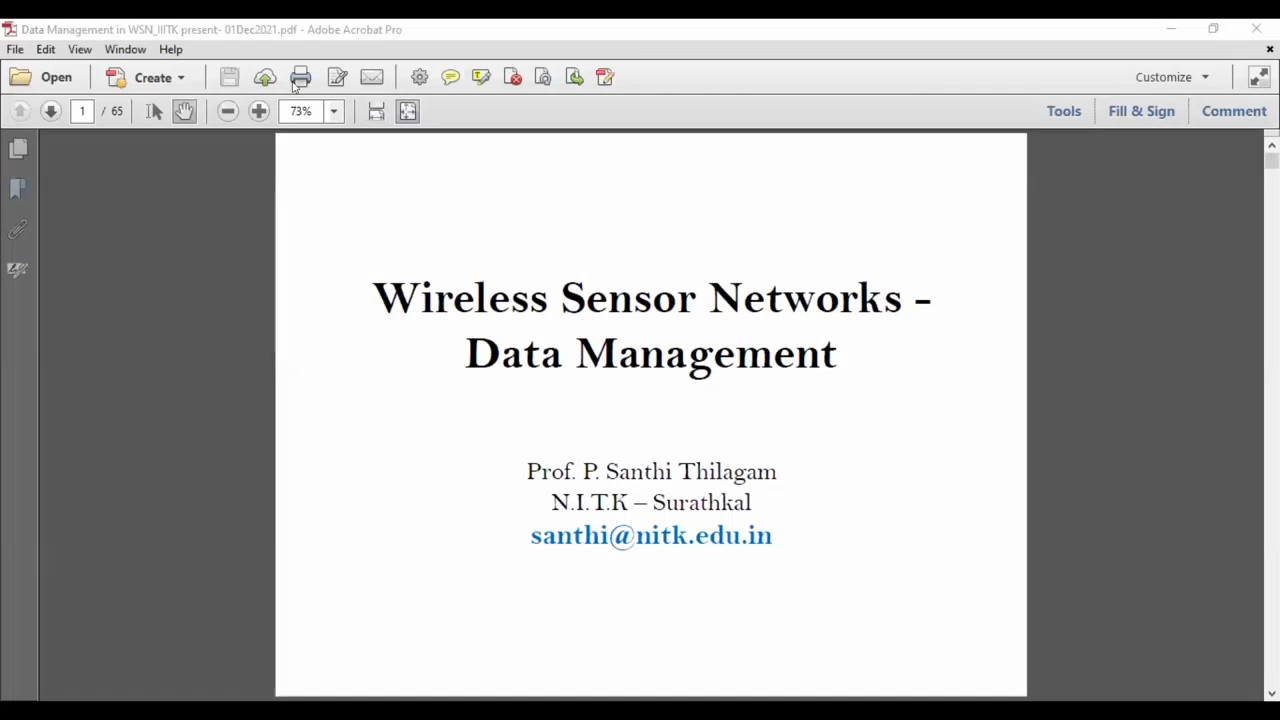 Data Management in WSN_IIITK present- 01Dec2021.pdf - Adobe Acrobat Pro
File Edit View Window Help
Open Create Customize
1 / 65 73% Tools Fill & Sign Comment
Wireless Sensor Networks -
Data Management
Prof. P. Santhi Thilagam
N.I.T.K – Surathkal
santhi@nitk.edu.in